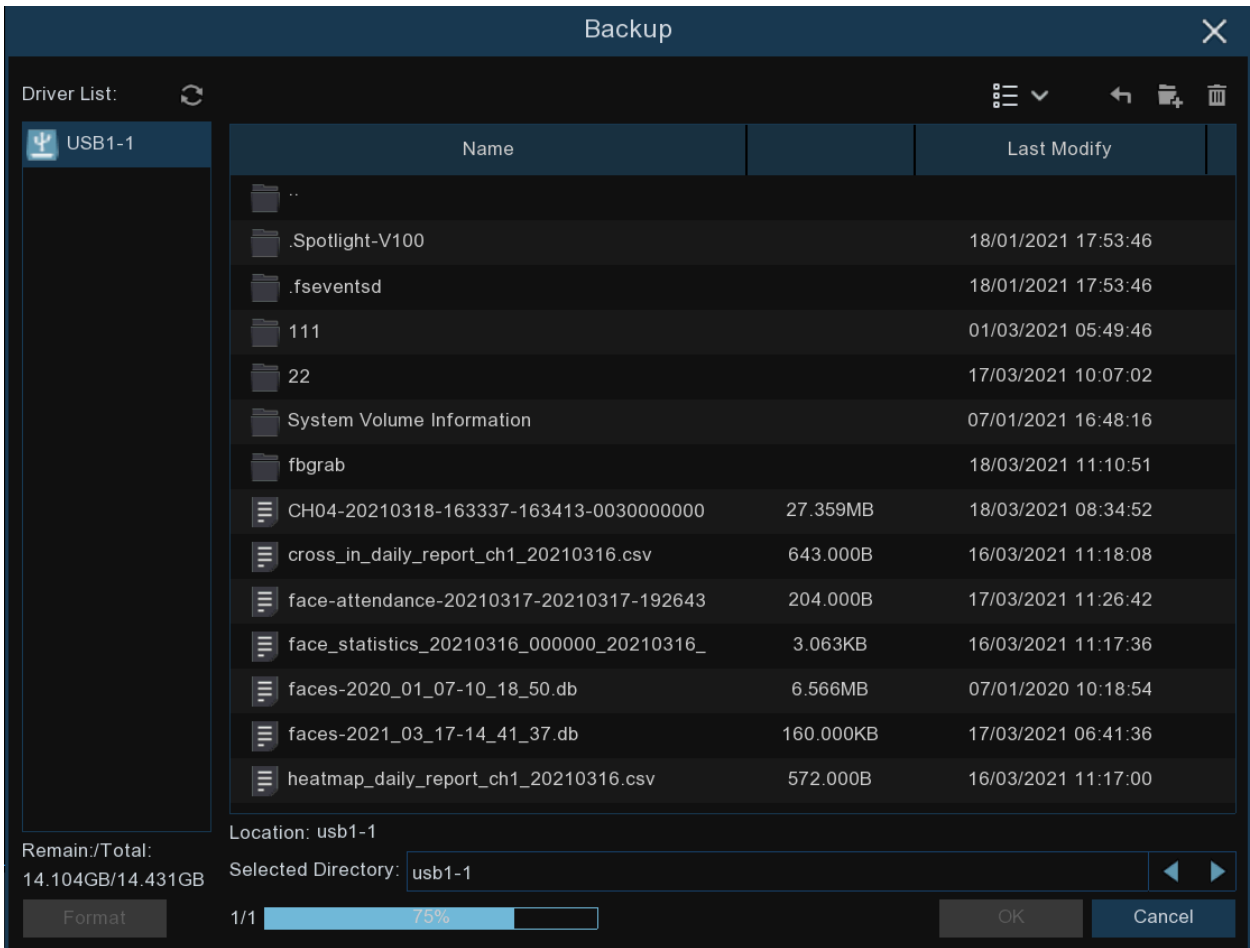 Backup
Driver List:
USB1-1
Name Last Modify
..
.Spotlight-V100 18/01/2021 17:53:46
.fseventsd 18/01/2021 17:53:46
111 01/03/2021 05:49:46
22 17/03/2021 10:07:02
System Volume Information 07/01/2021 16:48:16
fbgrab 18/03/2021 11:10:51
CH04-20210318-163337-163413-0030000000 27.359MB 18/03/2021 08:34:52
cross_in_daily_report_ch1_20210316.csv 643.000B 16/03/2021 11:18:08
face-attendance-20210317-20210317-192643 204.000B 17/03/2021 11:26:42
face_statistics_20210316_000000_20210316_ 3.063KB 16/03/2021 11:17:36
faces-2020_01_07-10_18_50.db 6.566MB 07/01/2020 10:18:54
faces-2021_03_17-14_41_37.db 160.000KB 17/03/2021 06:41:36
heatmap_daily_report_ch1_20210316.csv 572.000B 16/03/2021 11:17:00
Location: usb1-1
Remain:/Total:
14.104GB/14.431GB
Selected Directory: usb1-1
Format 1/1 75% OK Cancel